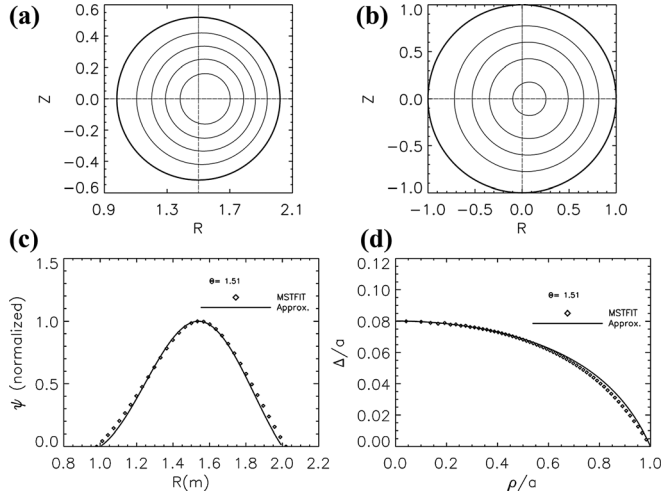 (a)
0.6
0.4
0.2
0.0
−0.2
−0.4
−0.6
Z
0.9 1.3 1.7 2.1
R
(b)
1.0
0.5
0.0
−0.5
−1.0
Z
−1.0 −0.5 0.0 0.5 1.0
R
(c)
1.5
1.0
0.5
0.0
ψ (normalized)
θ= 1.51
MSTFIT
Approx.
0.8 1.0 1.2 1.4 1.6 1.8 2.0 2.2
R(m)
(d)
0.12
0.10
0.08
0.06
0.04
0.02
0.00
Δ/a
θ= 1.51
MSTFIT
Approx.
0.0 0.2 0.4 0.6 0.8 1.0
ρ/a